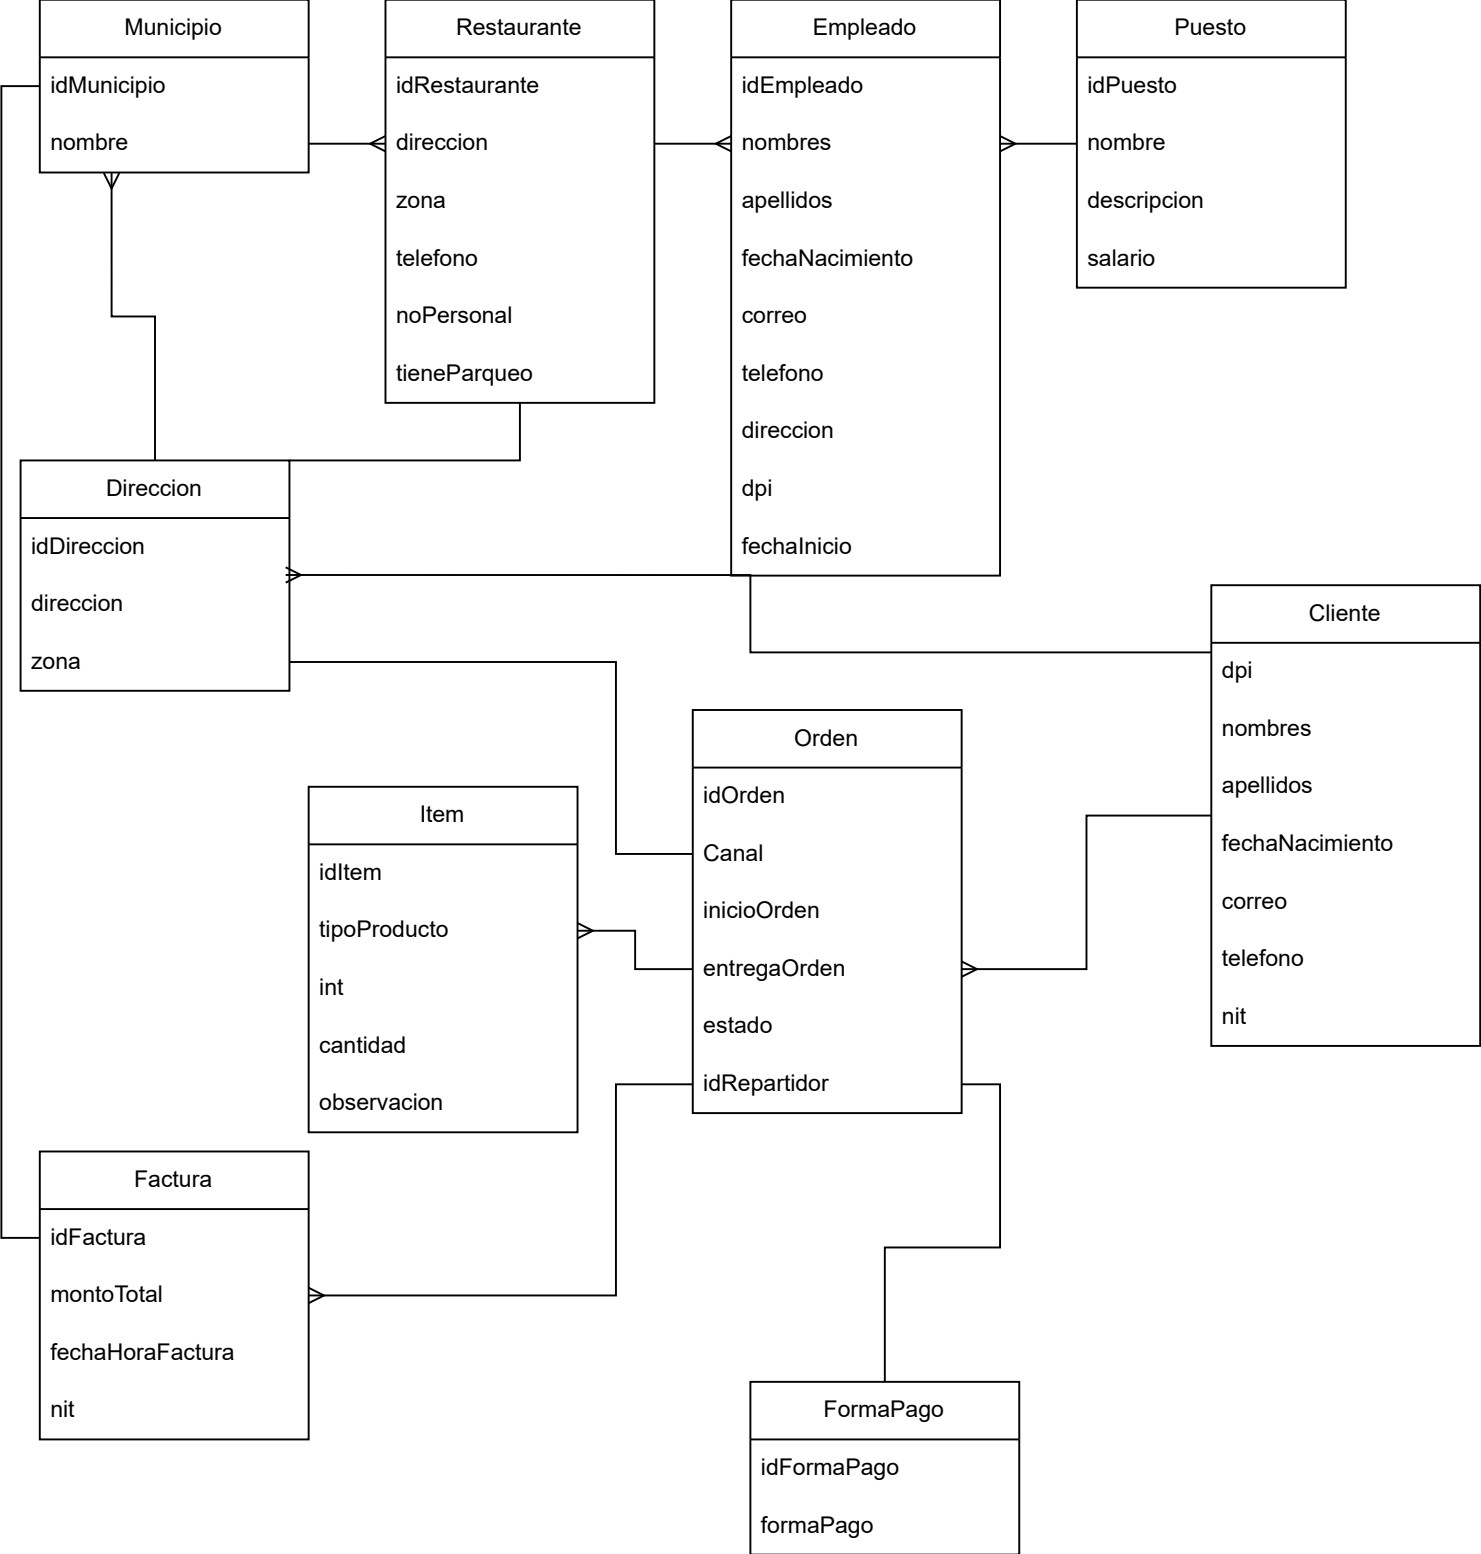 Municipio
idMunicipio
nombre
Restaurante
idRestaurante
direccion
zona
telefono
noPersonal
tieneParqueo
Empleado
idEmpleado
nombres
apellidos
fechaNacimiento
correo
telefono
direccion
dpi
fechaInicio
Puesto
idPuesto
nombre
descripcion
salario
Direccion
idDireccion
direccion
zona
Cliente
dpi
nombres
apellidos
fechaNacimiento
correo
telefono
nit
Orden
idOrden
Canal
inicioOrden
entregaOrden
estado
idRepartidor
Item
idItem
tipoProducto
int
cantidad
observacion
Factura
idFactura
montoTotal
fechaHoraFactura
nit
FormaPago
idFormaPago
formaPago